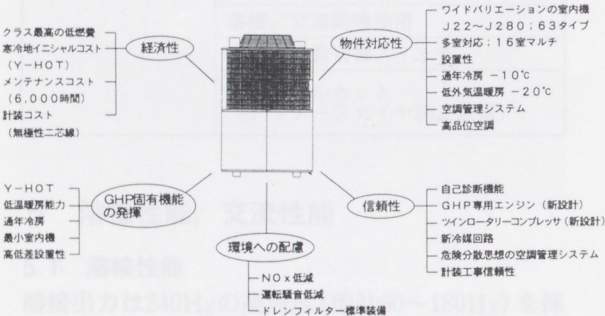 クラス最高の低燃費
寒冷地イニシャルコスト
（Ｙ－ＨＯＴ）
メンテナンスコスト
（6,000時間）
計装コスト
（無極性二芯線）
経済性
物件対応性
ワイドバリエーションの室内機
Ｊ２２～Ｊ２８０；６３タイプ
多室対応；１６室マルチ
設置性
通年冷房 －10℃
低外気温暖房 －20℃
空調管理システム
高品位空調
Ｙ－ＨＯＴ
低温暖房能力
通年冷房
最小室内機
高低差設置性
GHP固有機能
の発揮
信頼性
自己診断機能
ＧＨＰ専用エンジン（新設計）
ツインロータリーコンプレッサ（新設計）
新冷媒回路
危険分散思想の空調管理システム
計装工事信頼性
環境への配慮
ＮＯｘ低減
運転騒音低減
ドレンフィルター標準装備